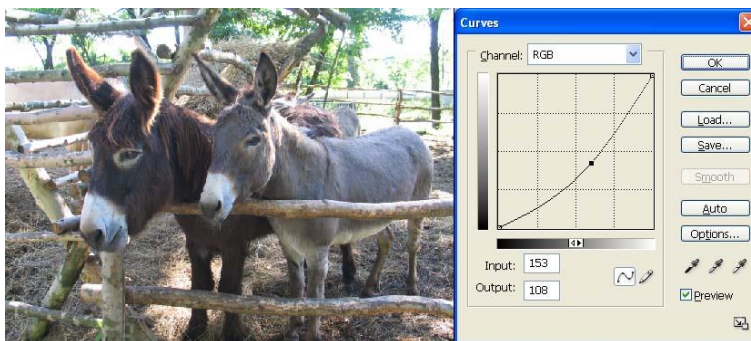 Curves
Channel: RGB
OK
Cancel
Load...
Save...
Smooth
Auto
Options...
Input: 153
Output: 108
Preview